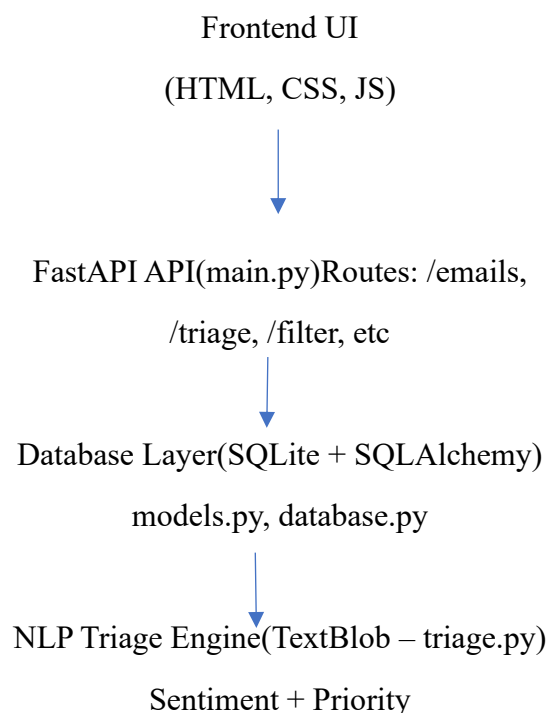 Frontend UI
(HTML, CSS, JS)
FastAPI API(main.py)Routes: /emails,
/triage, /filter, etc
Database Layer(SQLite + SQLAlchemy)
models.py, database.py
NLP Triage Engine(TextBlob – triage.py)
Sentiment + Priority